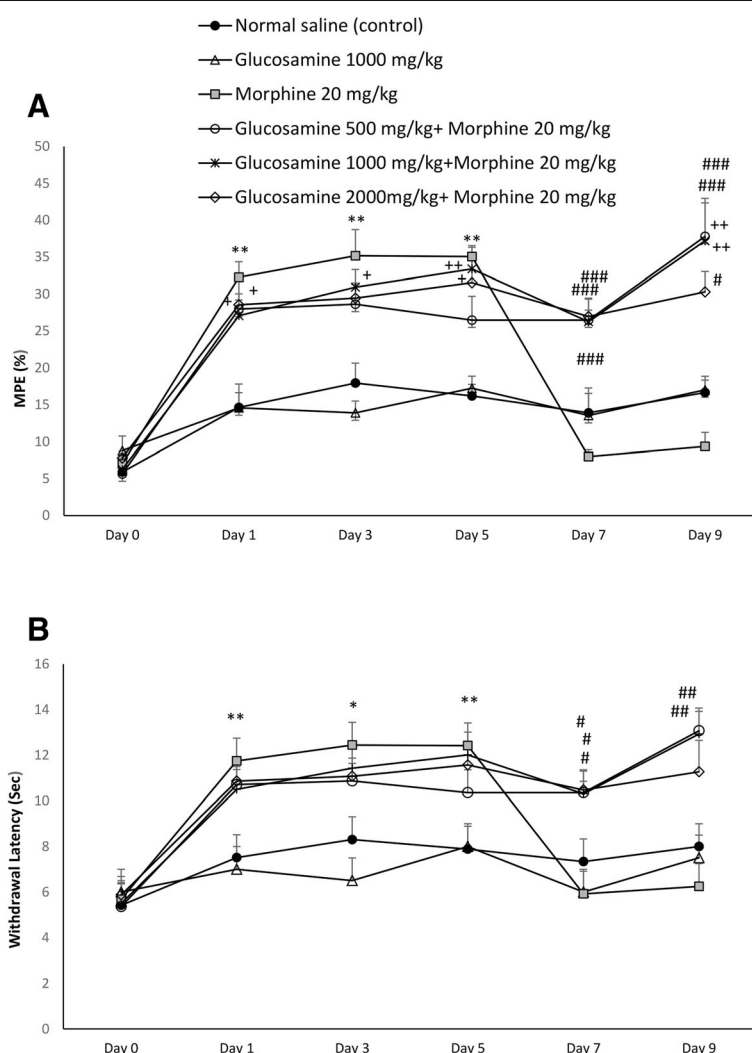 Normal saline (control)
Glucosamine 1000 mg/kg
Morphine 20 mg/kg
Glucosamine 500 mg/kg+ Morphine 20 mg/kg
Glucosamine 1000 mg/kg+Morphine 20 mg/kg
Glucosamine 2000mg/kg+ Morphine 20 mg/kg
A
MPE (%)
50
45
40
35
30
25
20
15
10
5
0
###
###
** ** **
++
++
+ + + ++ +
#
###
###
###
Day 0 Day 1 Day 3 Day 5 Day 7 Day 9
B
Withdrawal Latency (Sec)
16
14
12
10
8
6
4
2
0
** * **
#
#
#
##
##
Day 0 Day 1 Day 3 Day 5 Day 7 Day 9